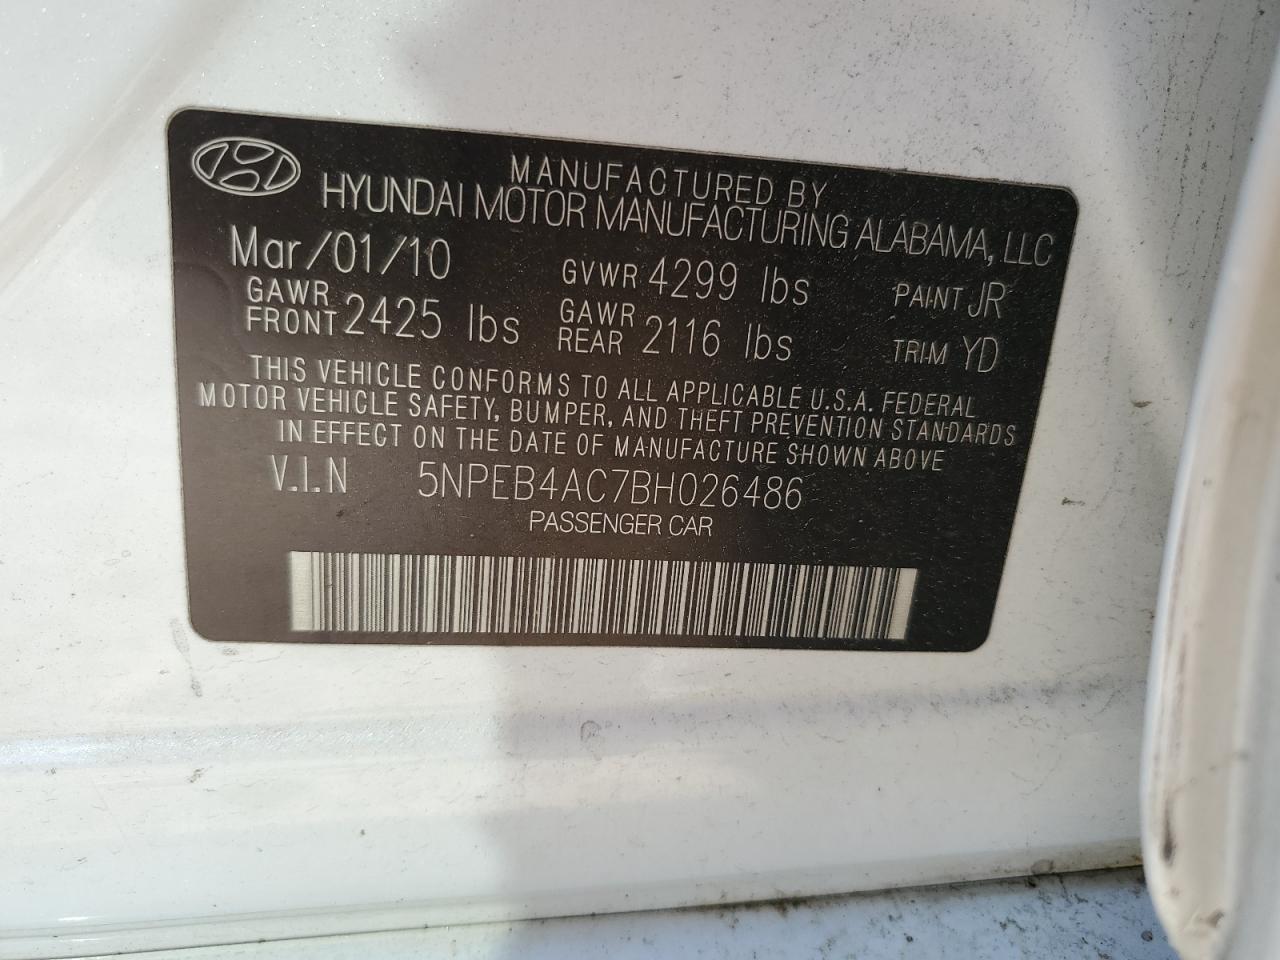 MANUFACTURED BY
HYUNDAI MOTOR MANUFACTURING ALABAMA, LLC
Mar/01/10 GVWR 4299 lbs PAINT JR
GAWR FRONT 2425 lbs GAWR REAR 2116 lbs TRIM YD
THIS VEHICLE CONFORMS TO ALL APPLICABLE U.S.A. FEDERAL
MOTOR VEHICLE SAFETY, BUMPER, AND THEFT PREVENTION STANDARDS
IN EFFECT ON THE DATE OF MANUFACTURE SHOWN ABOVE
V.I.N 5NPEB4AC7BH026486
PASSENGER CAR